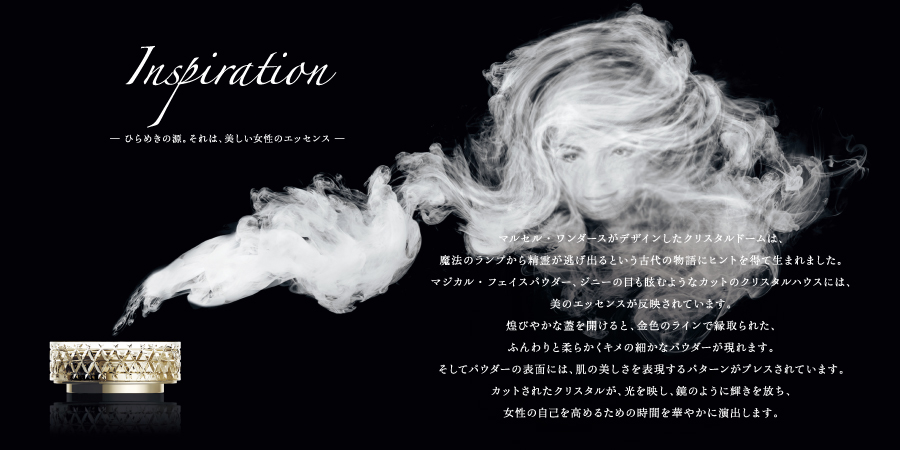 Inspiration
― ひらめきの源。それは、美しい女性のエッセンス ―
マルセル・ワンダースがデザインしたクリスタルドームは、
魔法のランプから精霊が逃げ出るという古代の物語にヒントを得て生まれました。
マジカル・フェイスパウダー、ジニーの目も眩むようなカットのクリスタルハウスには、
美のエッセンスが反映されています。
煌びやかな蓋を開けると、金色のラインで縁取られた、
ふんわりと柔らかくキメの細かなパウダーが現れます。
そしてパウダーの表面には、肌の美しさを表現するパターンがプレスされています。
カットされたクリスタルが、光を映し、鏡のように輝きを放ち、
女性の自己を高めるための時間を華やかに演出します。